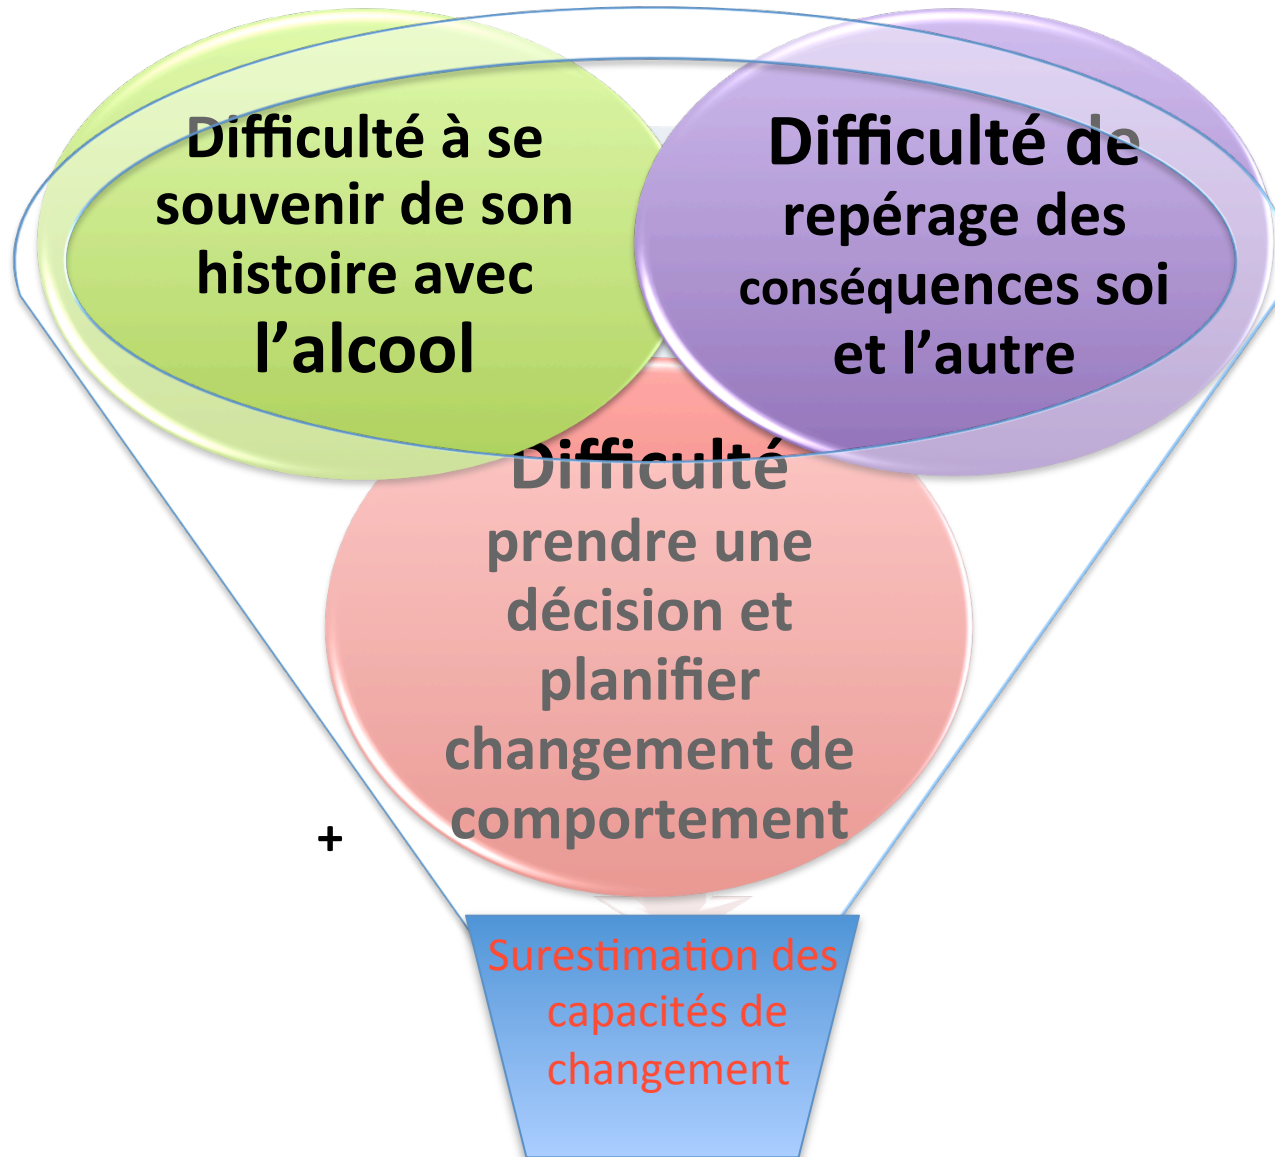 Difficulté à se
souvenir de son
histoire avec
l’alcool
Difficulté de
repérage des
conséquences soi
et l’autre
Difficulté
prendre une
décision et
planifier
changement de
comportement
+
Surestimation des
capacités de
changement